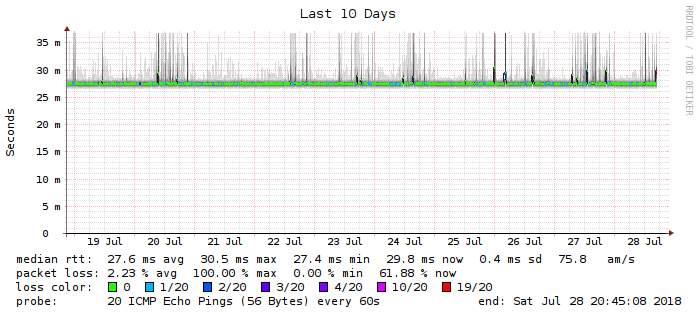 Last 10 Days
RRDTOOL / TOBI OETIKER
Seconds
35 m
30 m
25 m
20 m
15 m
10 m
5 m
0
19 Jul 20 Jul 21 Jul 22 Jul 23 Jul 24 Jul 25 Jul 26 Jul 27 Jul 28 Jul
median rtt: 27.6 ms avg 30.5 ms max 27.4 ms min 29.8 ms now 0.4 ms sd 75.8 am/s
packet loss: 2.23 % avg 100.00 % max 0.00 % min 61.88 % now
loss color: 0 1/20 2/20 3/20 4/20 10/20 19/20
probe: 20 ICMP Echo Pings (56 Bytes) every 60s end: Sat Jul 28 20:45:08 2018